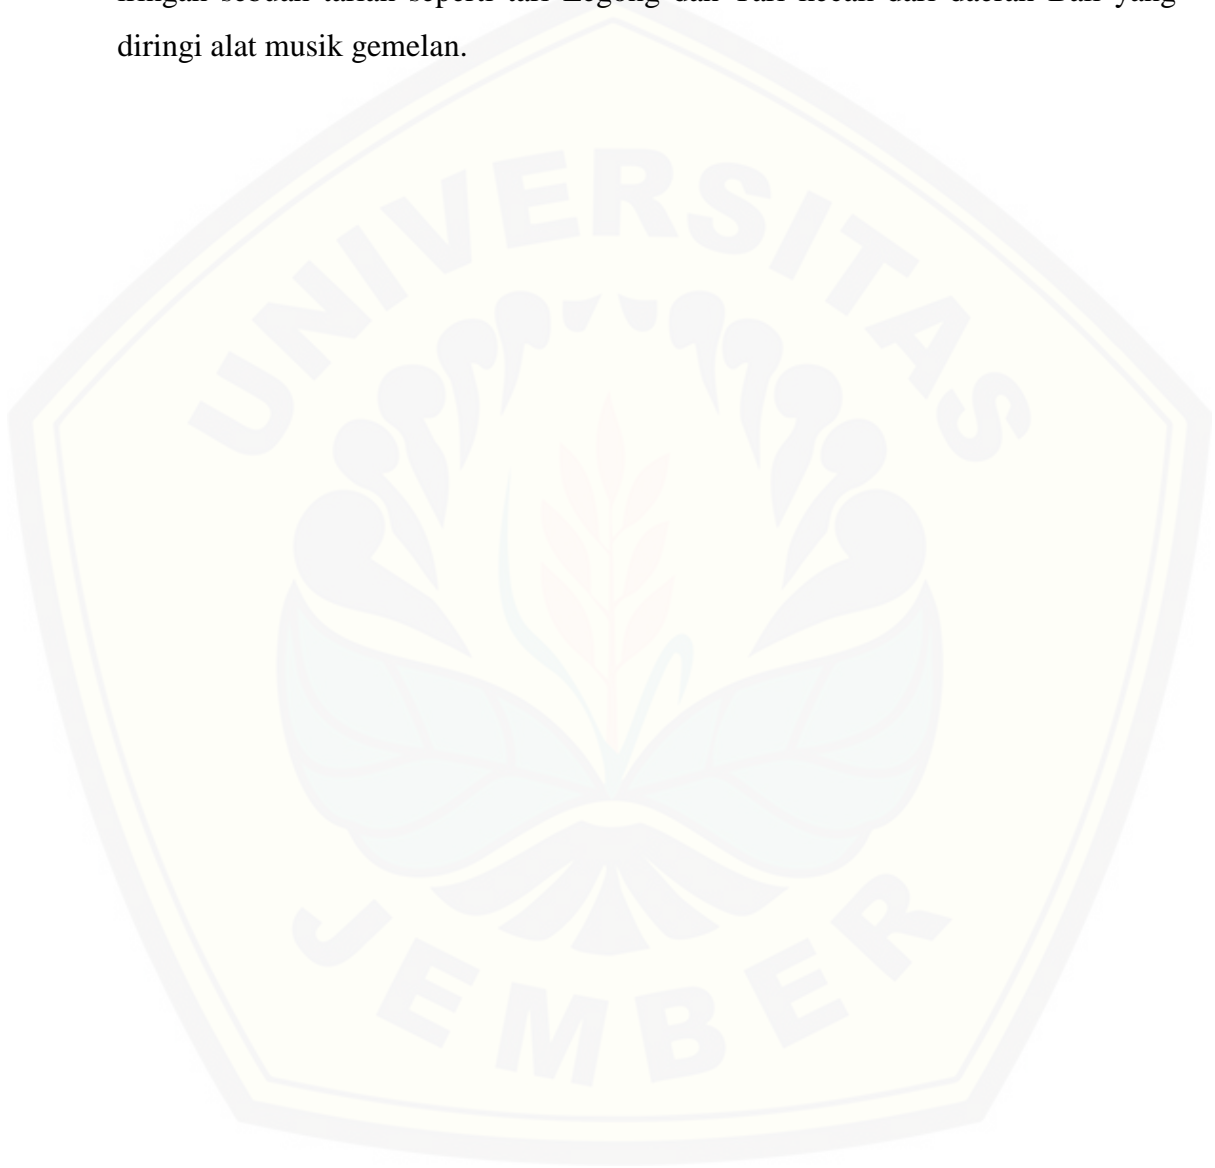 iringan sebuah tarian seperti tari Legong dan Tari kecak dari daerah Bali yang
diringi alat musik gemelan.
UNIVERSITAS
JEMBER